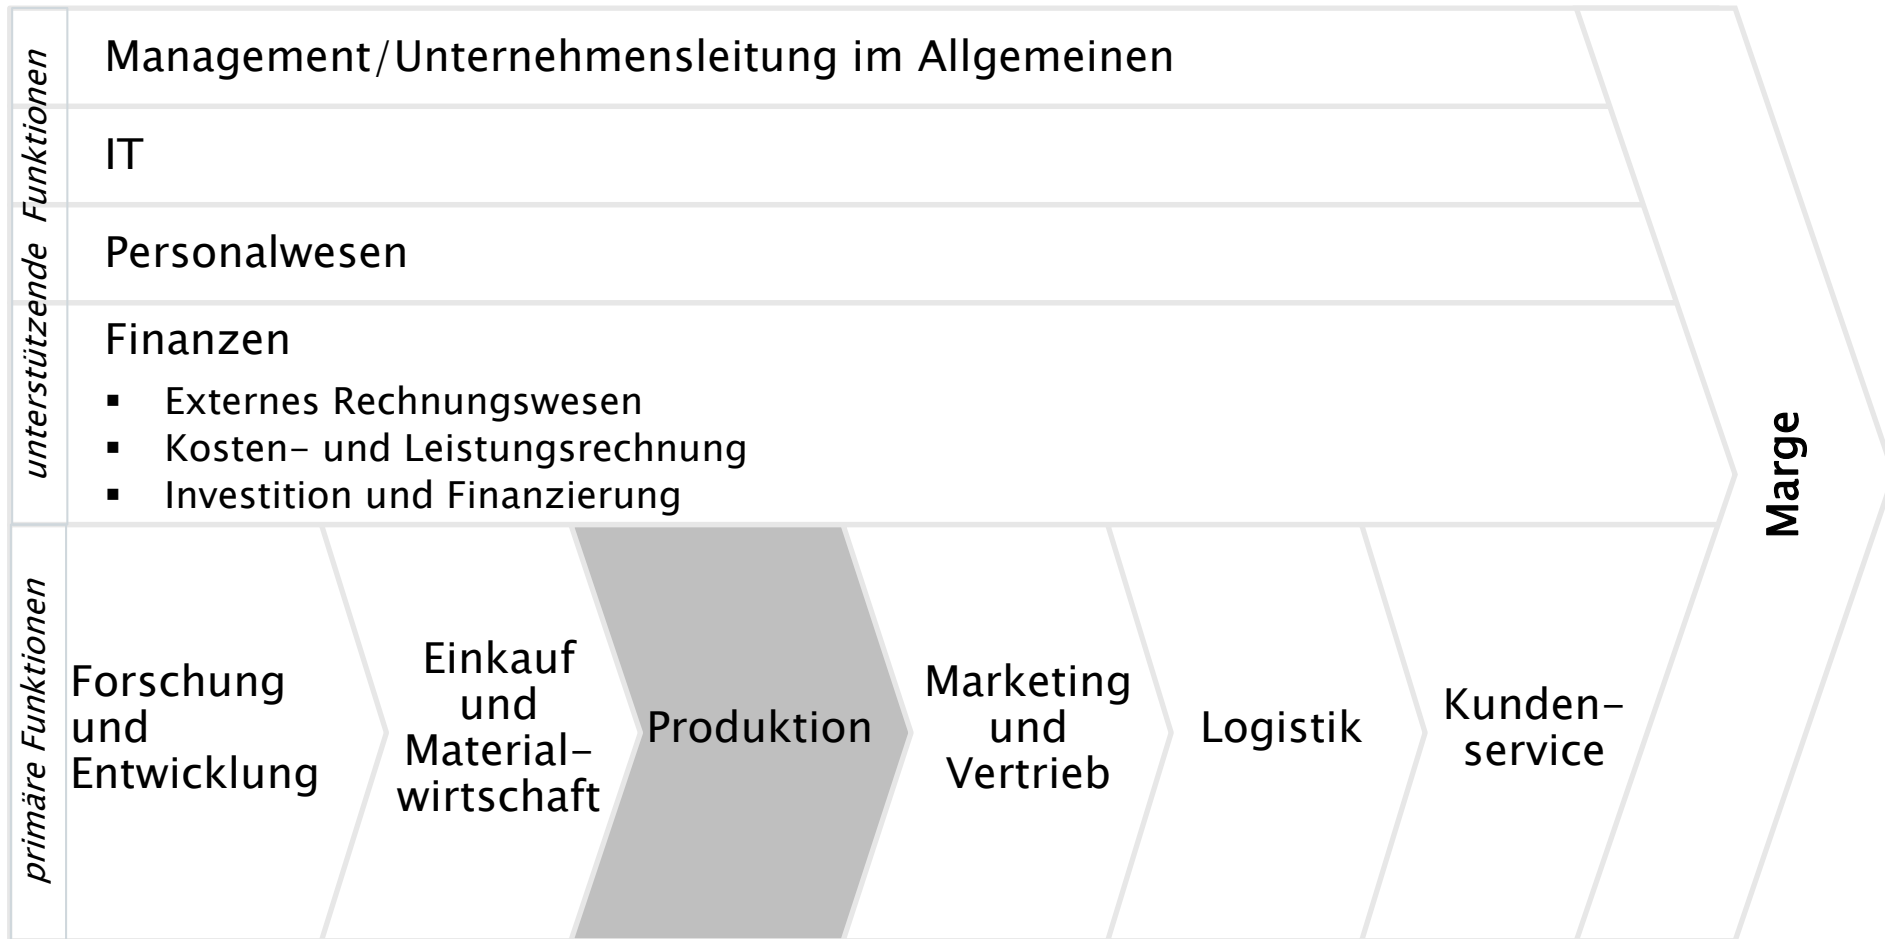 unterstützende Funktionen
Management/Unternehmensleitung im Allgemeinen
IT
Personalwesen
Finanzen
▪ Externes Rechnungswesen
▪ Kosten- und Leistungsrechnung
▪ Investition und Finanzierung
primäre Funktionen
Forschung
und
Entwicklung
Einkauf
und
Material-
wirtschaft
Produktion
Marketing
und
Vertrieb
Logistik
Kunden-
service
Marge